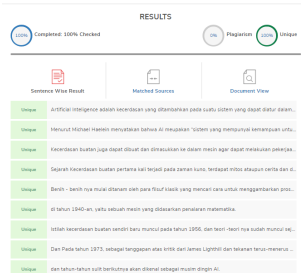 RESULTS
100% Completed: 100% Checked
0% Plagiarism 100% Unique
Sentence Wise Result Matched Sources Document View
Unique Artificial Inteligence adalah kecerdasan yang ditambahkan pada suatu sistem yang dapat diatur dalam...
Unique Menurut Michael Haelein menyatakan bahwa AI meupakan "sistem yang mempunyai kemampuan untu...
Unique Kecerdasan buatan juga dapat dibuat dan dimasukkan ke dalam mesin agar dapat melakukan pekerjaa...
Unique Sejarah Kecerdasan buatan pertama kali terjadi pada zaman kuno, terdapat mitos ataupun cerita dan d...
Unique Benih - benih nya mulai ditanam oleh para filsuf klasik yang mencari cara untuk menggambarkan pros...
Unique di tahun 1940-an, yaitu sebuah mesin yang didasarkan penalaran matematika.
Unique Istilah kecerdasan buatan sendiri baru muncul pada tahun 1956, dan teori -teori nya sudah muncul sej...
Unique Dan Pada tahun 1973, sebagai tanggapan atas kritik dari James Lighthill dan tekanan terus-menerus ...
Unique dan tahun-tahun sulit berikutnya akan dikenal sebagai musim dingin AI.